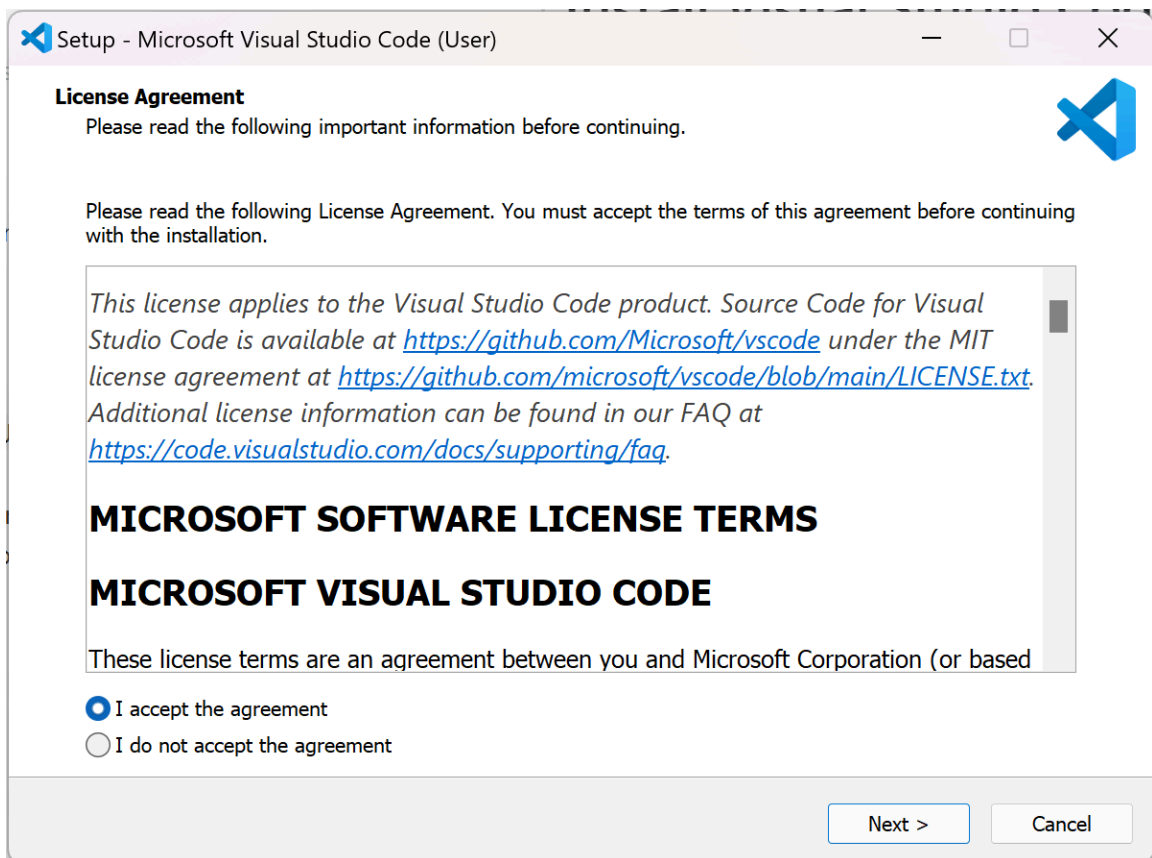 Setup - Microsoft Visual Studio Code (User)
License Agreement
Please read the following important information before continuing.
Please read the following License Agreement. You must accept the terms of this agreement before continuing
with the installation.
This license applies to the Visual Studio Code product. Source Code for Visual
Studio Code is available at https://github.com/Microsoft/vscode under the MIT
license agreement at https://github.com/microsoft/vscode/blob/main/LICENSE.txt.
Additional license information can be found in our FAQ at
https://code.visualstudio.com/docs/supporting/faq.
MICROSOFT SOFTWARE LICENSE TERMS
MICROSOFT VISUAL STUDIO CODE
These license terms are an agreement between you and Microsoft Corporation (or based
I accept the agreement
I do not accept the agreement
Next >
Cancel